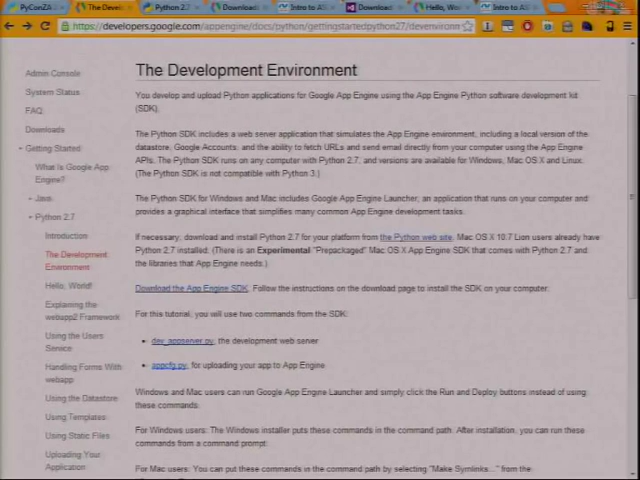 PyConZA
The Devel
Python 2.7
Download
Intro to AS
Download
Hello, Wo
Intro to AS
https://developers.google.com/appengine/docs/python/gettingstartedpython27/devenvironm
Admin Console
System Status
FAQ
Downloads
Getting Started
What Is Google App
Engine?
Java
Python 2.7
Introduction
The Development
Environment
Hello, World!
Explaining the
webapp2 Framework
Using the Users
Service
Handling Forms With
webapp
Using the Datastore
Using Templates
Using Static Files
Uploading Your
Application
The Development Environment
You develop and upload Python applications for Google App Engine using the App Engine Python software development kit
(SDK).
The Python SDK includes a web server application that simulates the App Engine environment, including a local version of the
datastore, Google Accounts, and the ability to fetch URLs and send email directly from your computer using the App Engine
APIs. The Python SDK runs on any computer with Python 2.7, and versions are available for Windows, Mac OS X and Linux.
(The Python SDK is not compatible with Python 3.)
The Python SDK for Windows and Mac includes Google App Engine Launcher, an application that runs on your computer and
provides a graphical interface that simplifies many common App Engine development tasks.
If necessary, download and install Python 2.7 for your platform from the Python web site. Mac OS X 10.7 Lion users already have
Python 2.7 installed. (There is an Experimental "Prepackaged" Mac OS X App Engine SDK that comes with Python 2.7 and
the libraries that App Engine needs.)
Download the App Engine SDK. Follow the instructions on the download page to install the SDK on your computer.
For this tutorial, you will use two commands from the SDK:
dev_appserver.py, the development web server
appcfg.py, for uploading your app to App Engine
Windows and Mac users can run Google App Engine Launcher and simply click the Run and Deploy buttons instead of using
these commands.
For Windows users: The Windows installer puts these commands in the command path. After installation, you can run these
commands from a command prompt.
For Mac users: You can put these commands in the command path by selecting "Make Symlinks..." from the